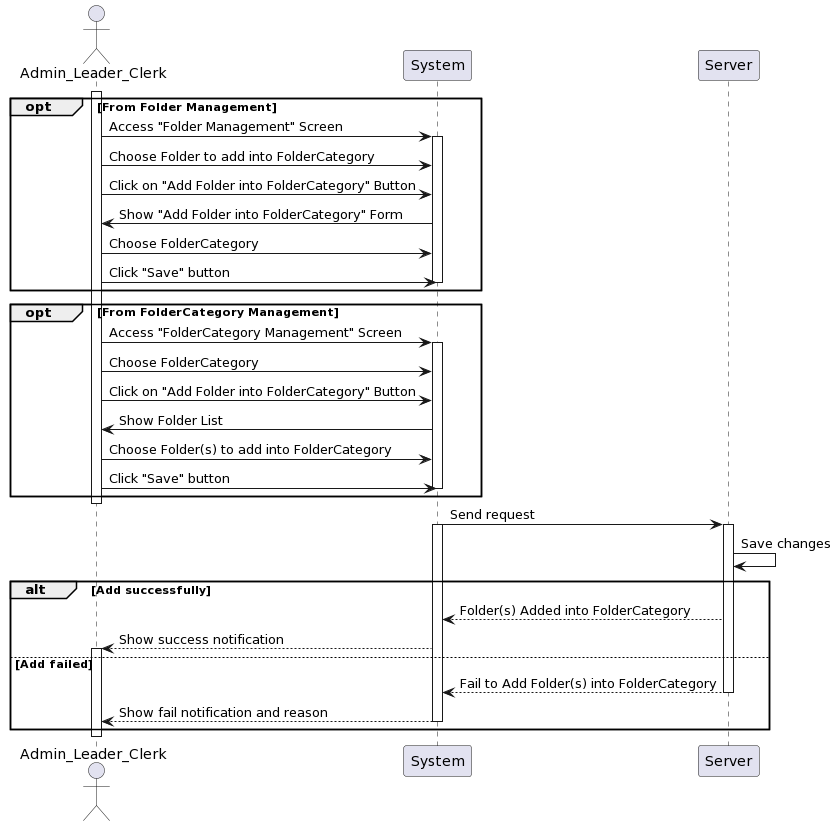 Admin_Leader_Clerk
System
Server
opt
[From Folder Management]
Access "Folder Management" Screen
Choose Folder to add into FolderCategory
Click on "Add Folder into FolderCategory" Button
Show "Add Folder into FolderCategory" Form
Choose FolderCategory
Click "Save" button
opt
[From FolderCategory Management]
Access "FolderCategory Management" Screen
Choose FolderCategory
Click on "Add Folder into FolderCategory" Button
Show Folder List
Choose Folder(s) to add into FolderCategory
Click "Save" button
Send request
Save changes
alt
[Add successfully]
Folder(s) Added into FolderCategory
Show success notification
[Add failed]
Fail to Add Folder(s) into FolderCategory
Show fail notification and reason
Admin_Leader_Clerk
System
Server